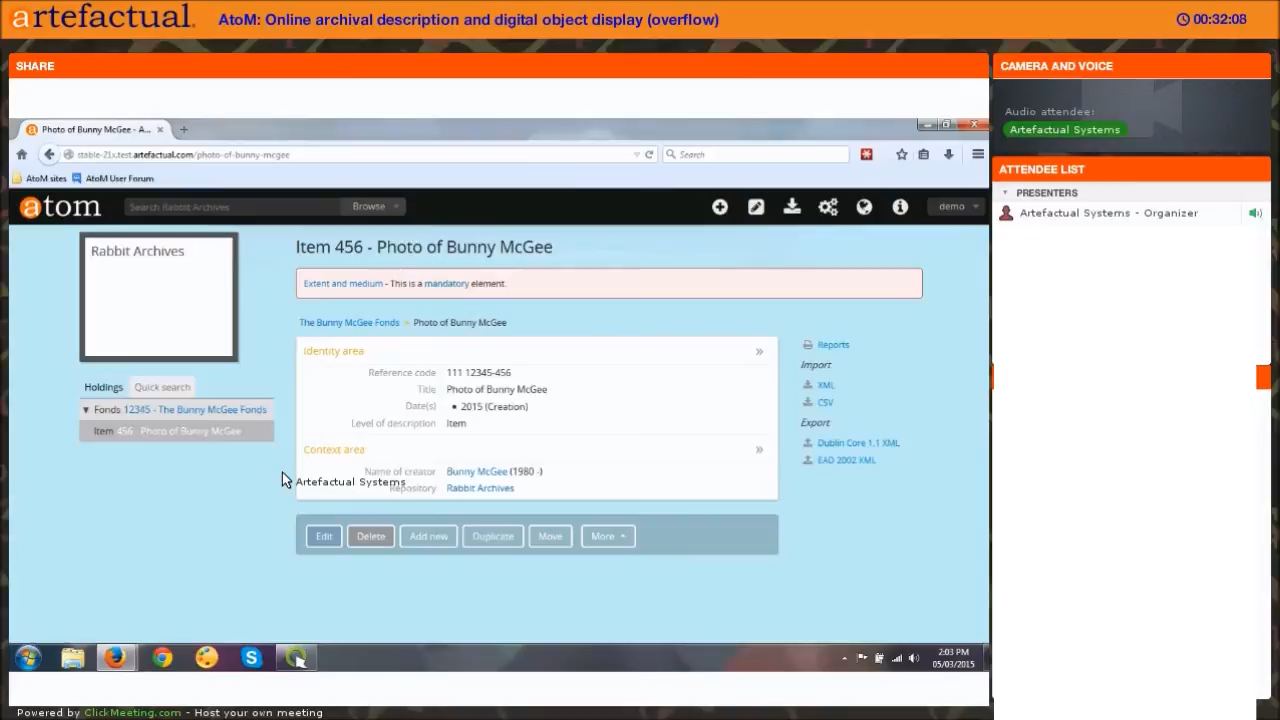 artefactual.
AtoM: Online archival description and digital object display (overflow)
00:32:08
SHARE
Photo of Bunny McGee - A...
stable-21x.test.artefactual.com/photo-of-bunny-mcgee
Search
AtoM sites
AtoM User Forum
atom
Search Rabbit Archives
Browse
demo
Rabbit Archives
Holdings
Quick search
Fonds 12345 - The Bunny McGee Fonds
Item 456 - Photo of Bunny McGee
Item 456 - Photo of Bunny McGee
Extent and medium - This is a mandatory element.
The Bunny McGee Fonds » Photo of Bunny McGee
Identity area
Reference code 111 12345-456
Title Photo of Bunny McGee
Date(s) • 2015 (Creation)
Level of description Item
Context area
Name of creator Bunny McGee (1980 -)
Artefactual Systems
Repository Rabbit Archives
Edit
Delete
Add new
Duplicate
Move
More
Reports
Import
XML
CSV
Export
Dublin Core 1.1 XML
EAD 2002 XML
2:03 PM
05/03/2015
CAMERA AND VOICE
Audio attendee:
Artefactual Systems
ATTENDEE LIST
PRESENTERS
Artefactual Systems - Organizer
Powered by ClickMeeting.com - Host your own meeting